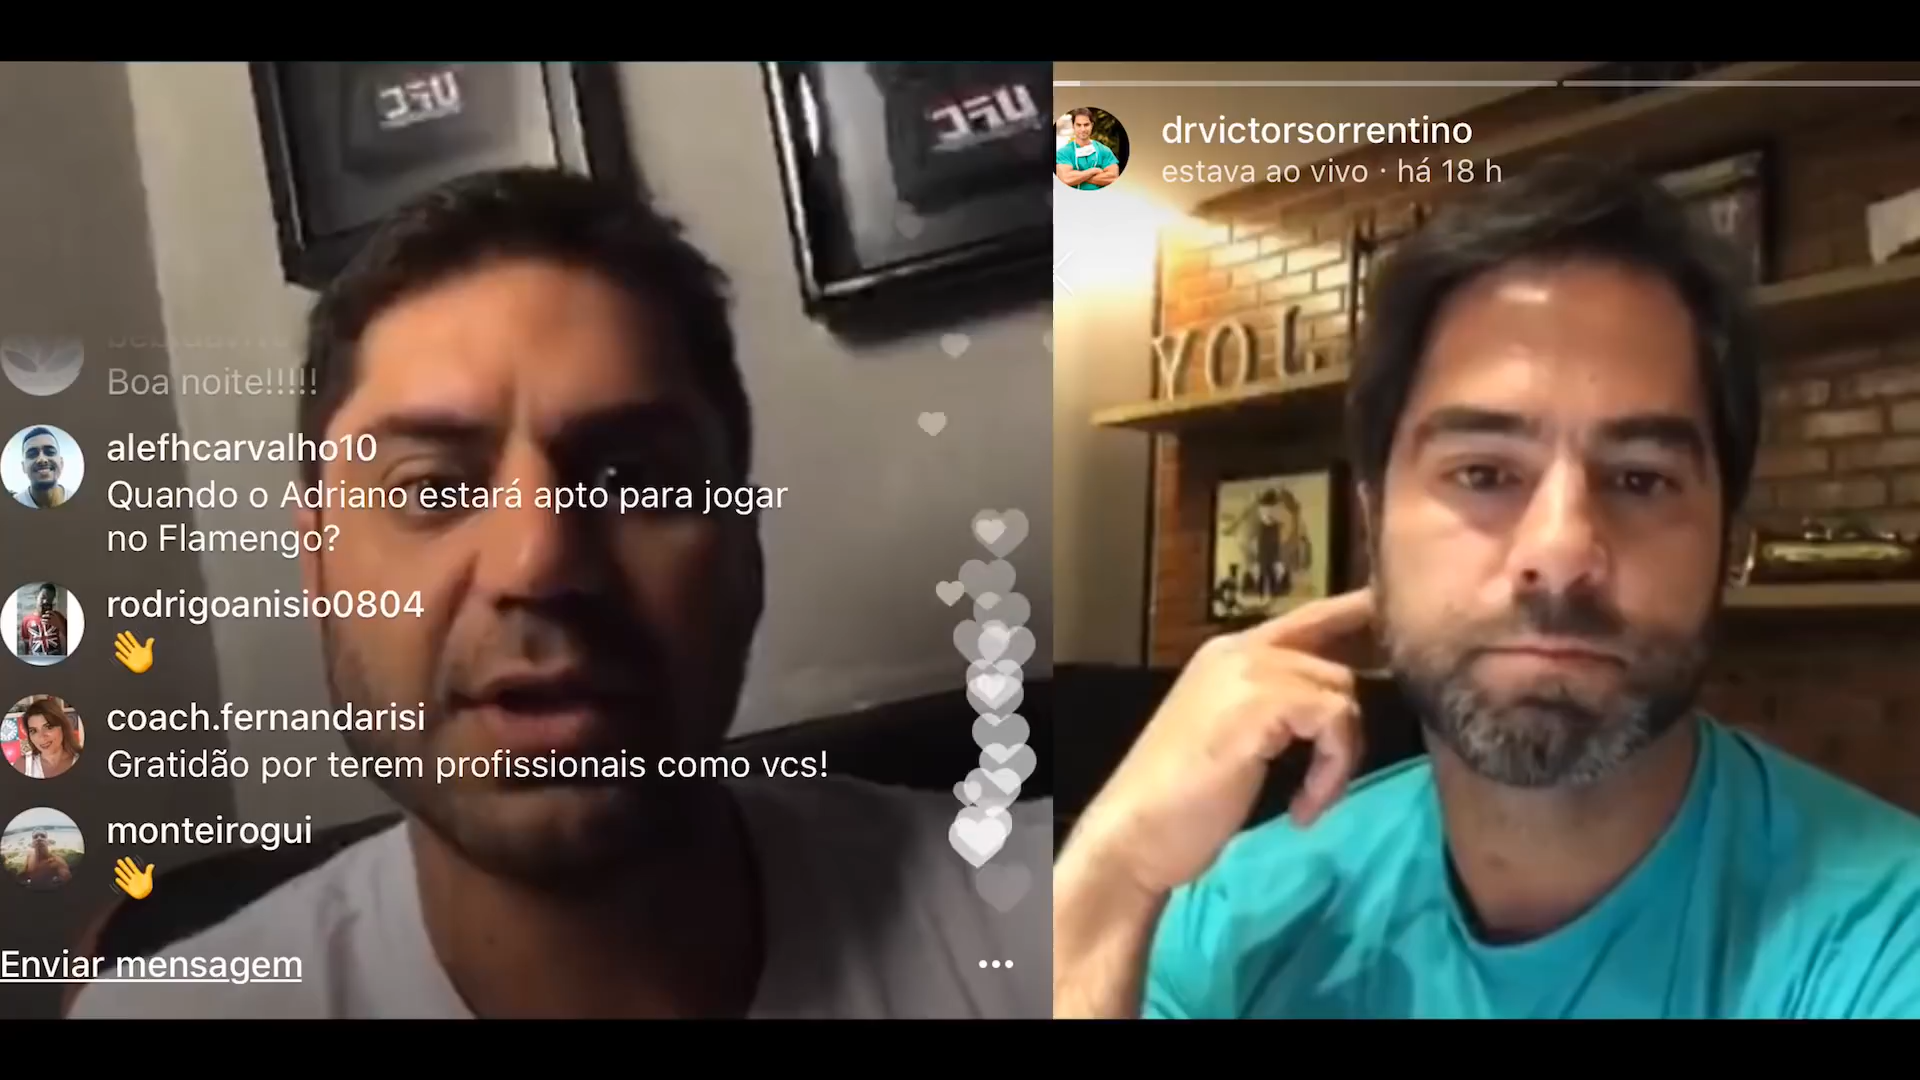 drvictorsorrentino
estava ao vivo · há 18 h
YOU
Boa noite!!!!!
alefhcarvalho10
Quando o Adriano estará apto para jogar
no Flamengo?
rodrigoanisio0804
👋
coach.fernandarisi
Gratidão por terem profissionais como vcs!
monteirogui
👋
Enviar mensagem